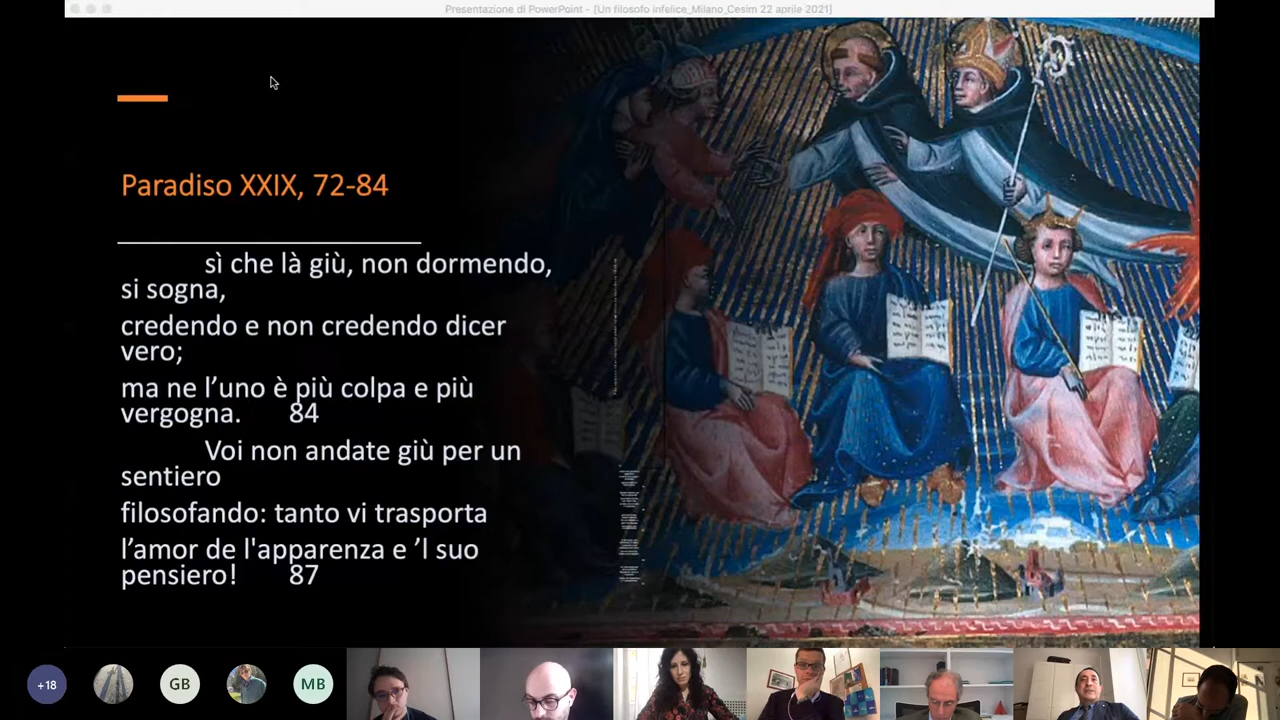 Presentazione di PowerPoint - [Un filosofo infelice_Milano_Cesim 22 aprile 2021]
Paradiso XXIX, 72-84
sì che là giù, non dormendo,
si sogna,
credendo e non credendo dicer
vero;
ma ne l’uno è più colpa e più
vergogna. 84
Voi non andate giù per un
sentiero
filosofando: tanto vi trasporta
l’amor de l'apparenza e ’l suo
pensiero! 87
+18
GB
MB